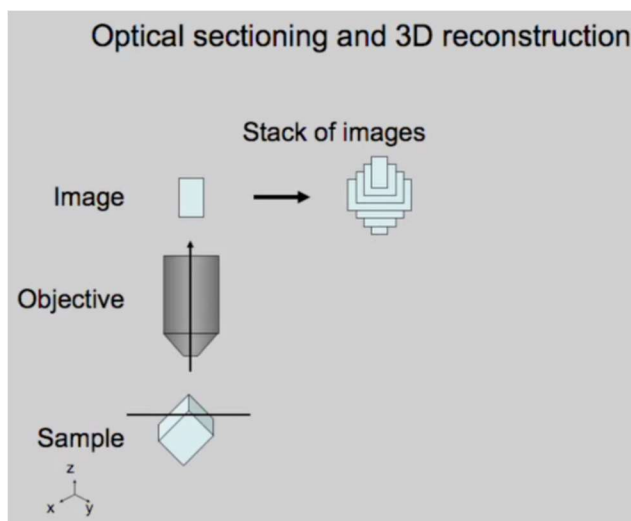 Optical sectioning and 3D reconstruction
Stack of images
Image
Objective
Sample
z
x y